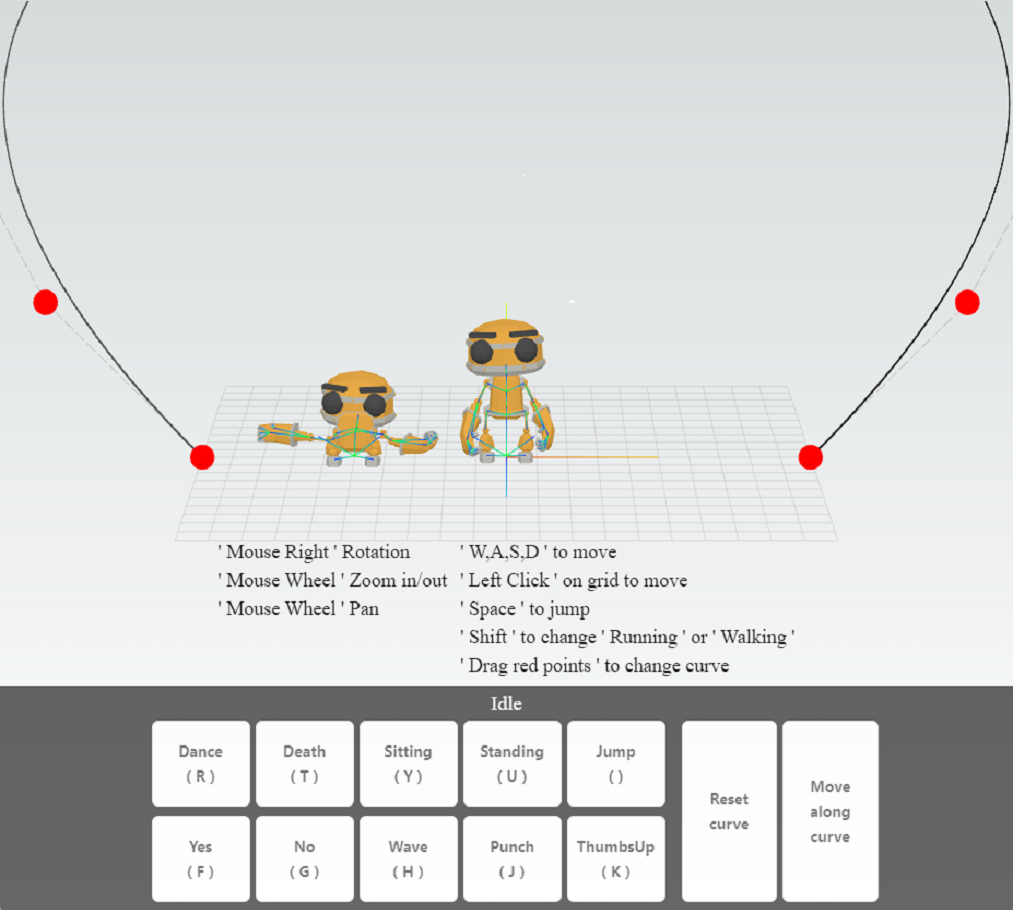 ' Mouse Right ' Rotation
' Mouse Wheel ' Zoom in/out
' Mouse Wheel ' Pan
' W,A,S,D ' to move
' Left Click ' on grid to move
' Space ' to jump
' Shift ' to change ' Running ' or ' Walking '
' Drag red points ' to change curve
Idle
Dance
( R )
Death
( T )
Sitting
( Y )
Standing
( U )
Jump
( )
Yes
( F )
No
( G )
Wave
( H )
Punch
( J )
ThumbsUp
( K )
Reset
curve
Move
along
curve